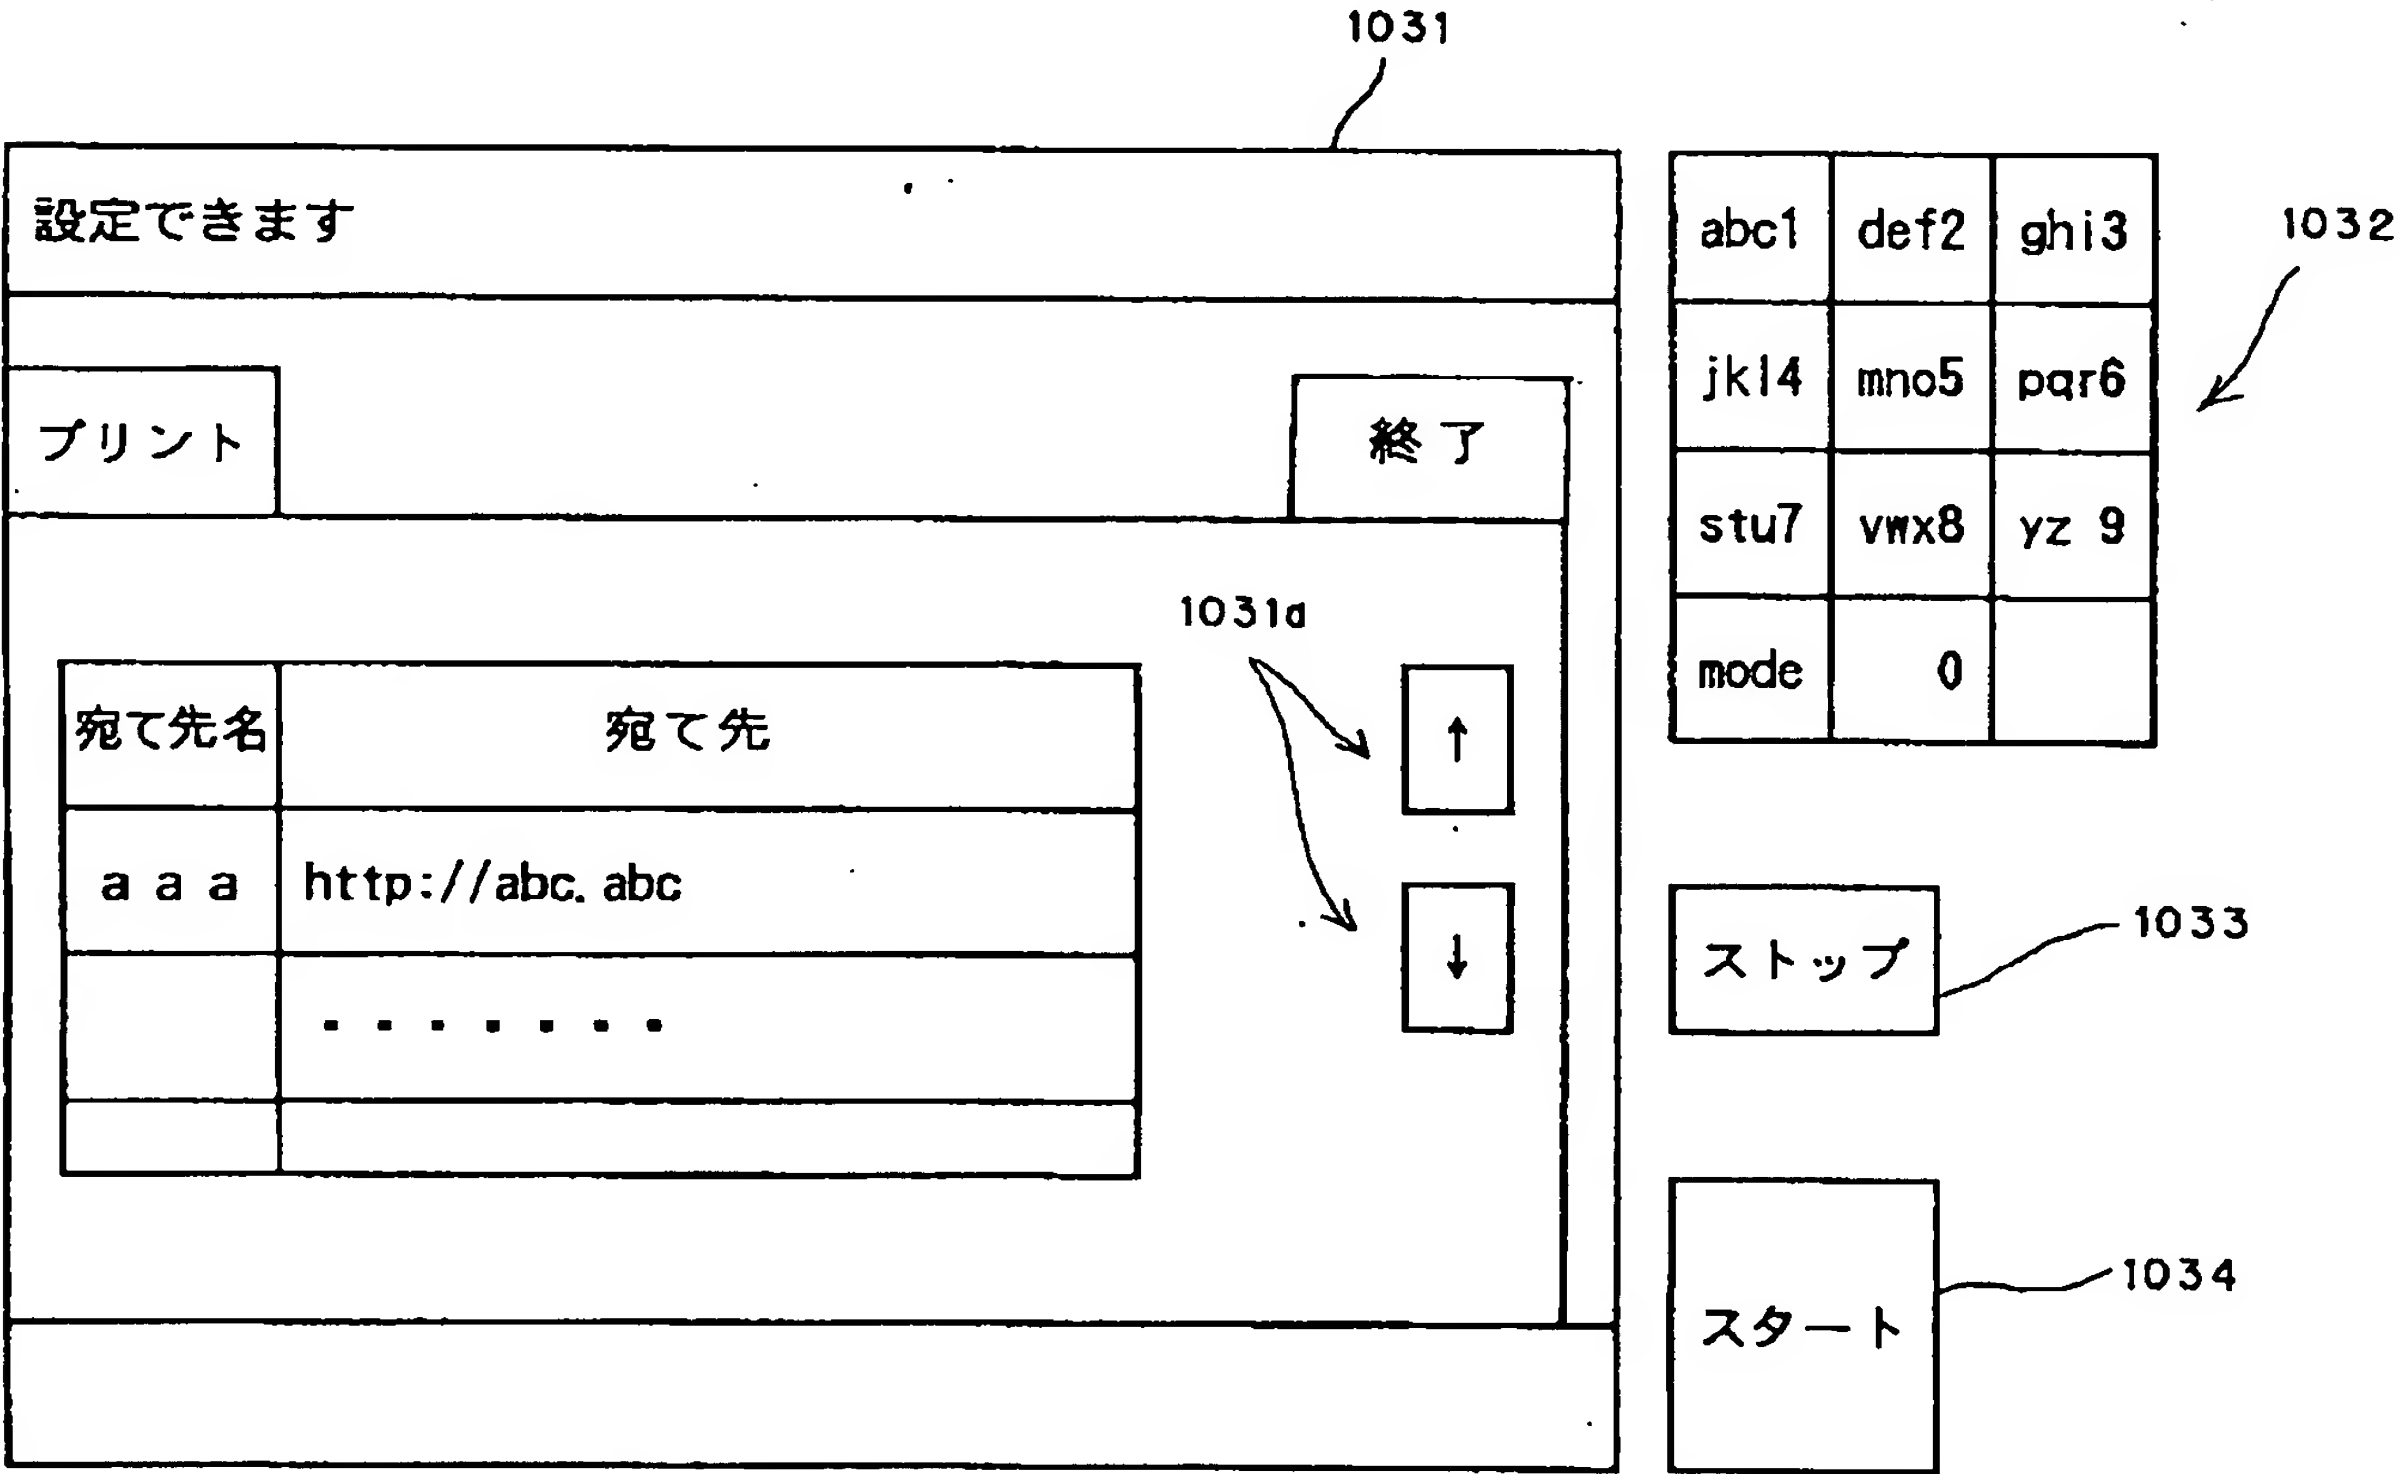 1031
設定できます
プリント
終了
1031a
宛て先名 宛て先
↑
aaa http://abc.abc
↓
・・・・・・・
abc1 def2 ghi3
jkl4 mno5 pqr6
stu7 vwx8 yz 9
mode 0
1032
ストップ
1033
スタート
1034